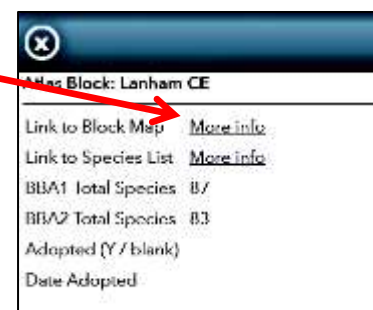 Atlas Block: Lanham CE
Link to Block Map More info
Link to Species List More info
BBA1 Total Species 87
BBA2 Total Species 83
Adopted (Y / blank)
Date Adopted